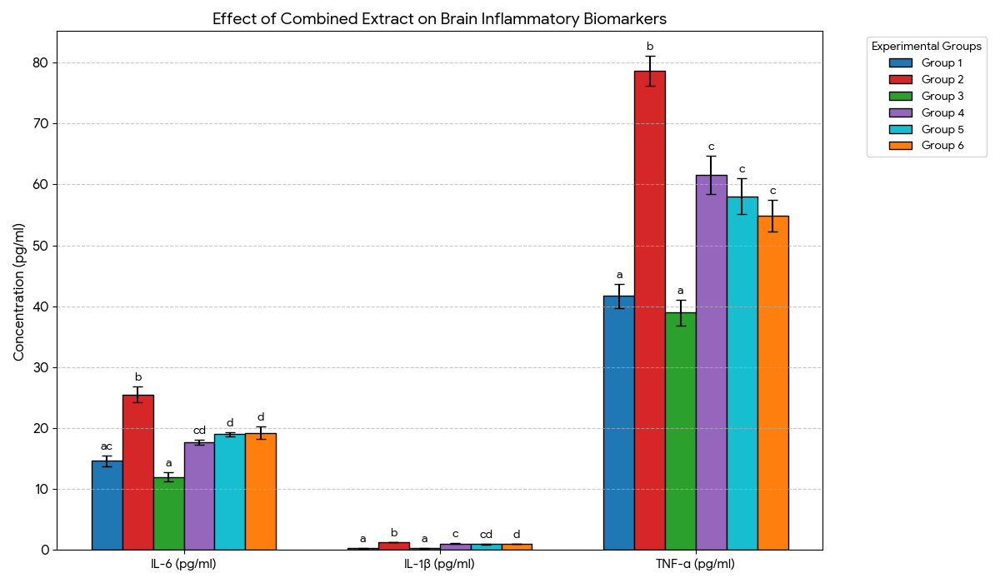 Effect of Combined Extract on Brain Inflammatory Biomarkers
Experimental Groups
Group 1
Group 2
Group 3
Group 4
Group 5
Group 6
Concentration (pg/ml)
80
70
60
50
40
30
20
10
0
ac
b
a
cd
d
d
a
b
a
c
cd
d
a
b
a
c
c
c
IL-6 (pg/ml)
IL-1β (pg/ml)
TNF-α (pg/ml)